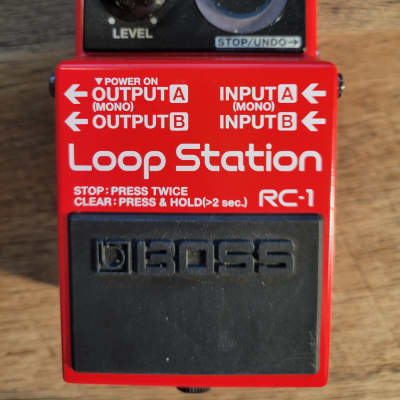 LEVEL
STOP/UNDO→
▼POWER ON
←OUTPUT A INPUT A←
(MONO) (MONO)
←OUTPUT B INPUT B←
Loop Station
STOP:PRESS TWICE
CLEAR:PRESS & HOLD(>2 sec.) RC-1
BOSS